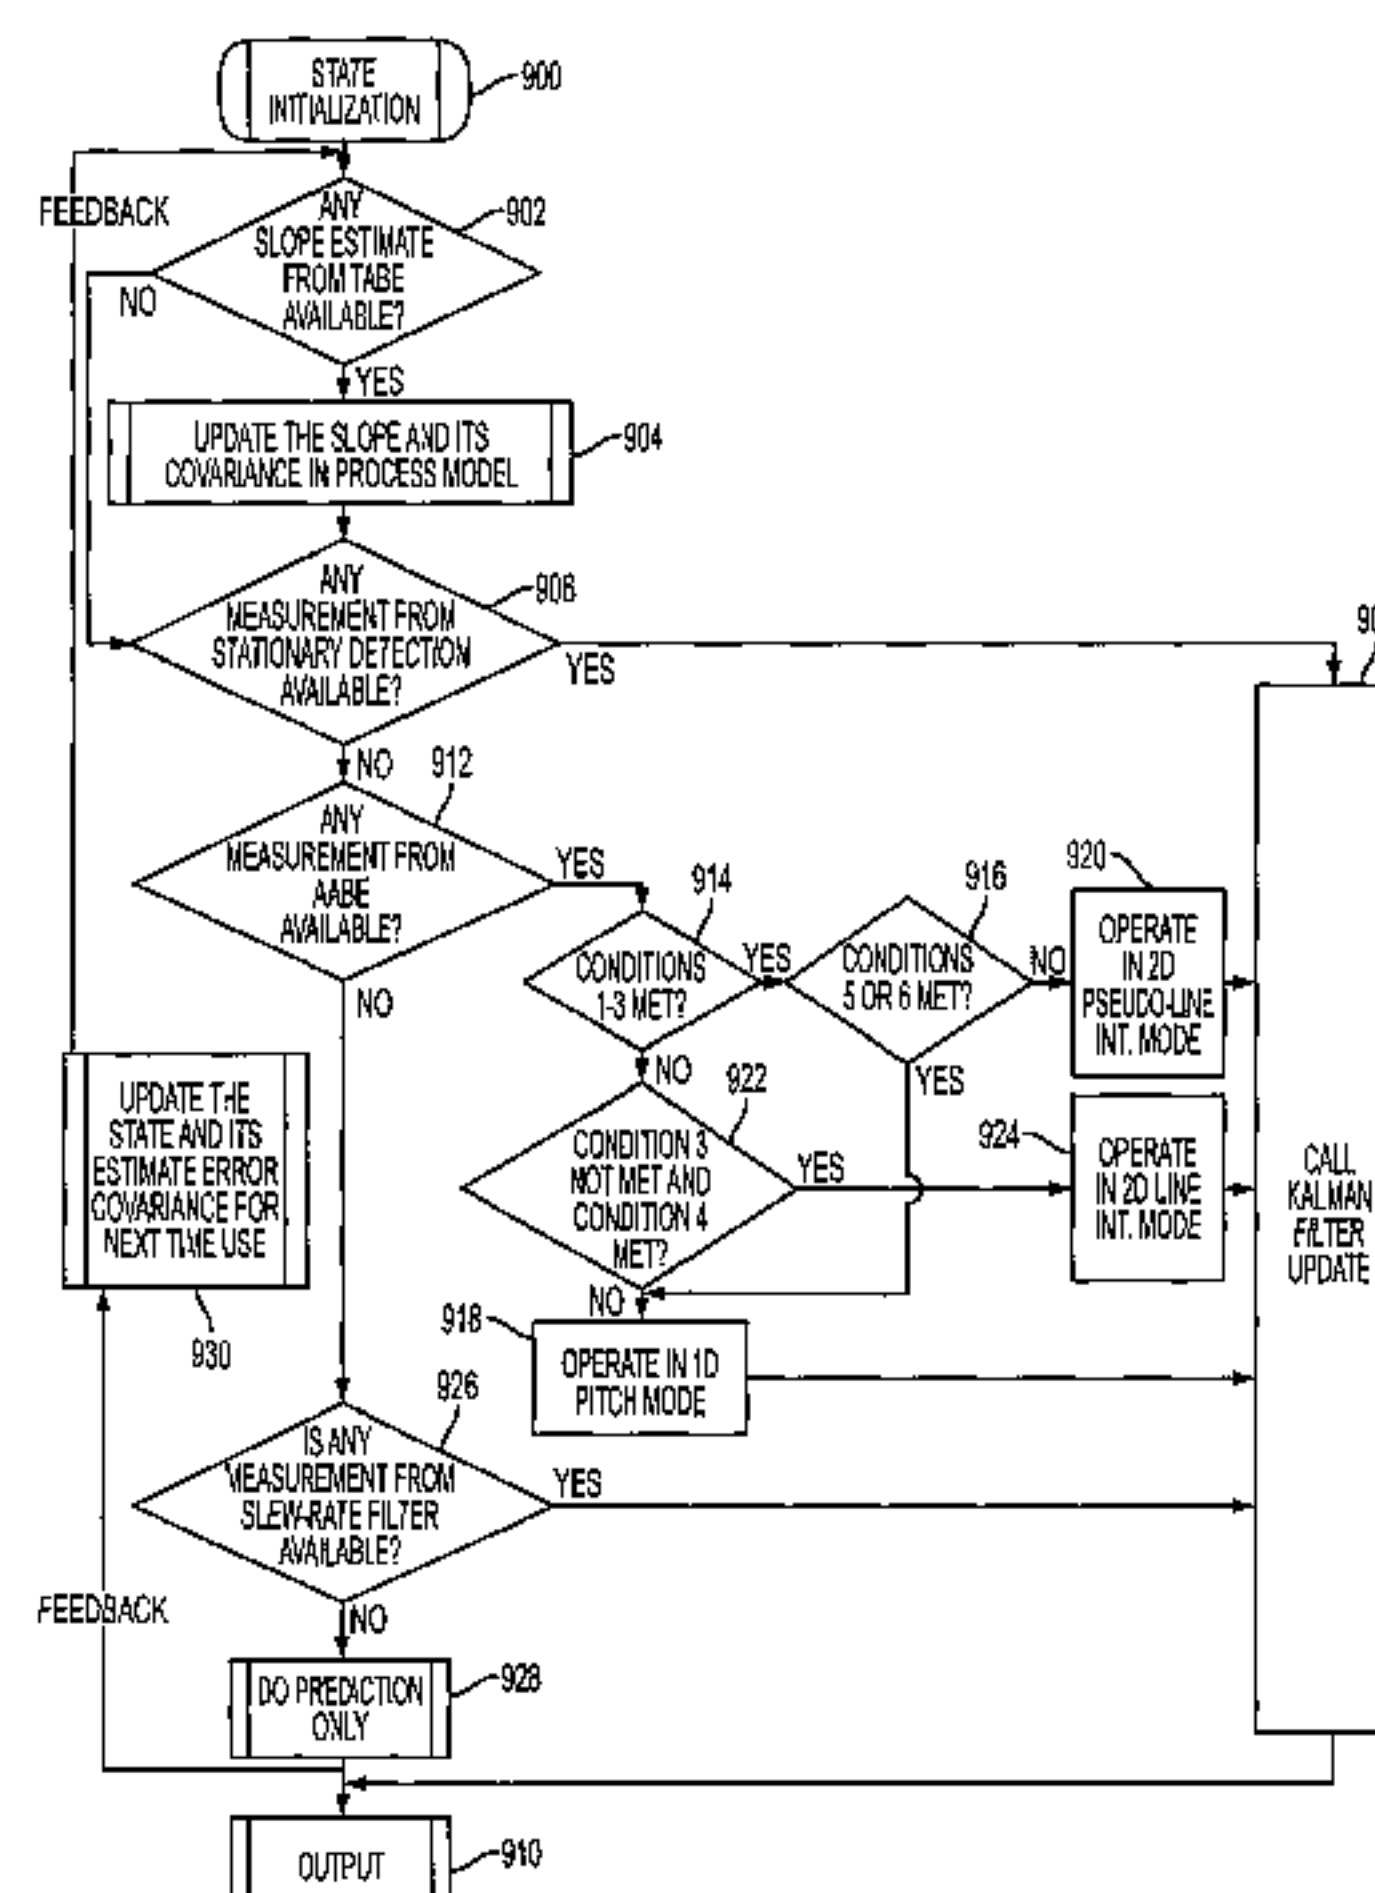 STATE
INITIALIZATION
900
FEEDBACK
ANY
SLOPE ESTIMATE
FROM TABE
AVAILABLE?
902
NO
YES
UPDATE THE SLOPE AND ITS
COVARIANCE IN PROCESS MODEL
904
ANY
MEASUREMENT FROM
STATIONARY DETECTION
AVAILABLE?
906
YES
NO
912
ANY
MEASUREMENT FROM
AABE
AVAILABLE?
YES
NO
914
CONDITIONS
1-3 MET?
YES
NO
916
CONDITIONS
5 OR 6 MET?
NO
YES
920
OPERATE
IN 2D
PSEUDO-LINE
INT. MODE
922
CONDITION 3
NOT MET AND
CONDITION 4
MET?
YES
NO
924
OPERATE
IN 2D LINE
INT. MODE
CALL
KALMAN
FILTER
UPDATE
UPDATE THE
STATE AND ITS
ESTIMATE ERROR
COVARIANCE FOR
NEXT TIME USE
930
918
OPERATE IN 1D
PITCH MODE
926
IS ANY
MEASUREMENT FROM
SLEW-RATE FILTER
AVAILABLE?
YES
NO
FEEDBACK
DO PREDICTION
ONLY
928
OUTPUT
910